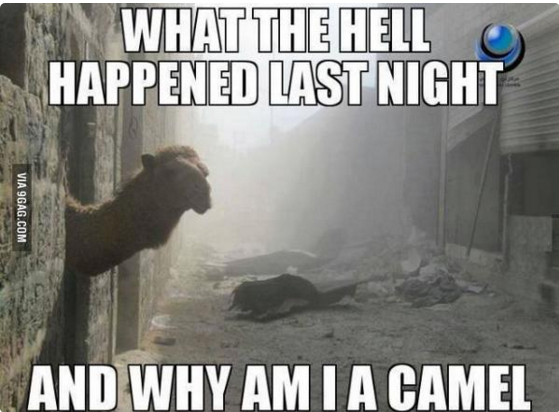 WHAT THE HELL
HAPPENED LAST NIGHT
VIA 9GAG.COM
AND WHY AM I A CAMEL